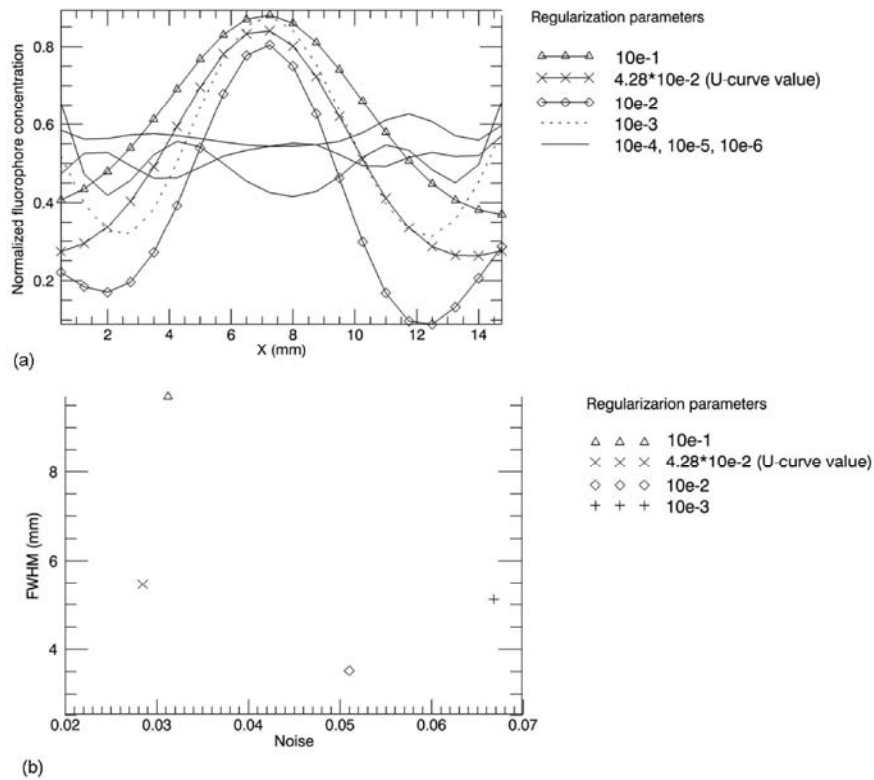 Regularization parameters
10e-1
4.28*10e-2 (U-curve value)
10e-2
10e-3
10e-4, 10e-5, 10e-6
Normalized fluorophore concentration
0.8
0.6
0.4
0.2
2 4 6 8 10 12 14
X (mm)
(a)
Regularizarion parameters
10e-1
4.28*10e-2 (U-curve value)
10e-2
10e-3
FWHM (mm)
8
6
4
0.02 0.03 0.04 0.05 0.06 0.07
Noise
(b)